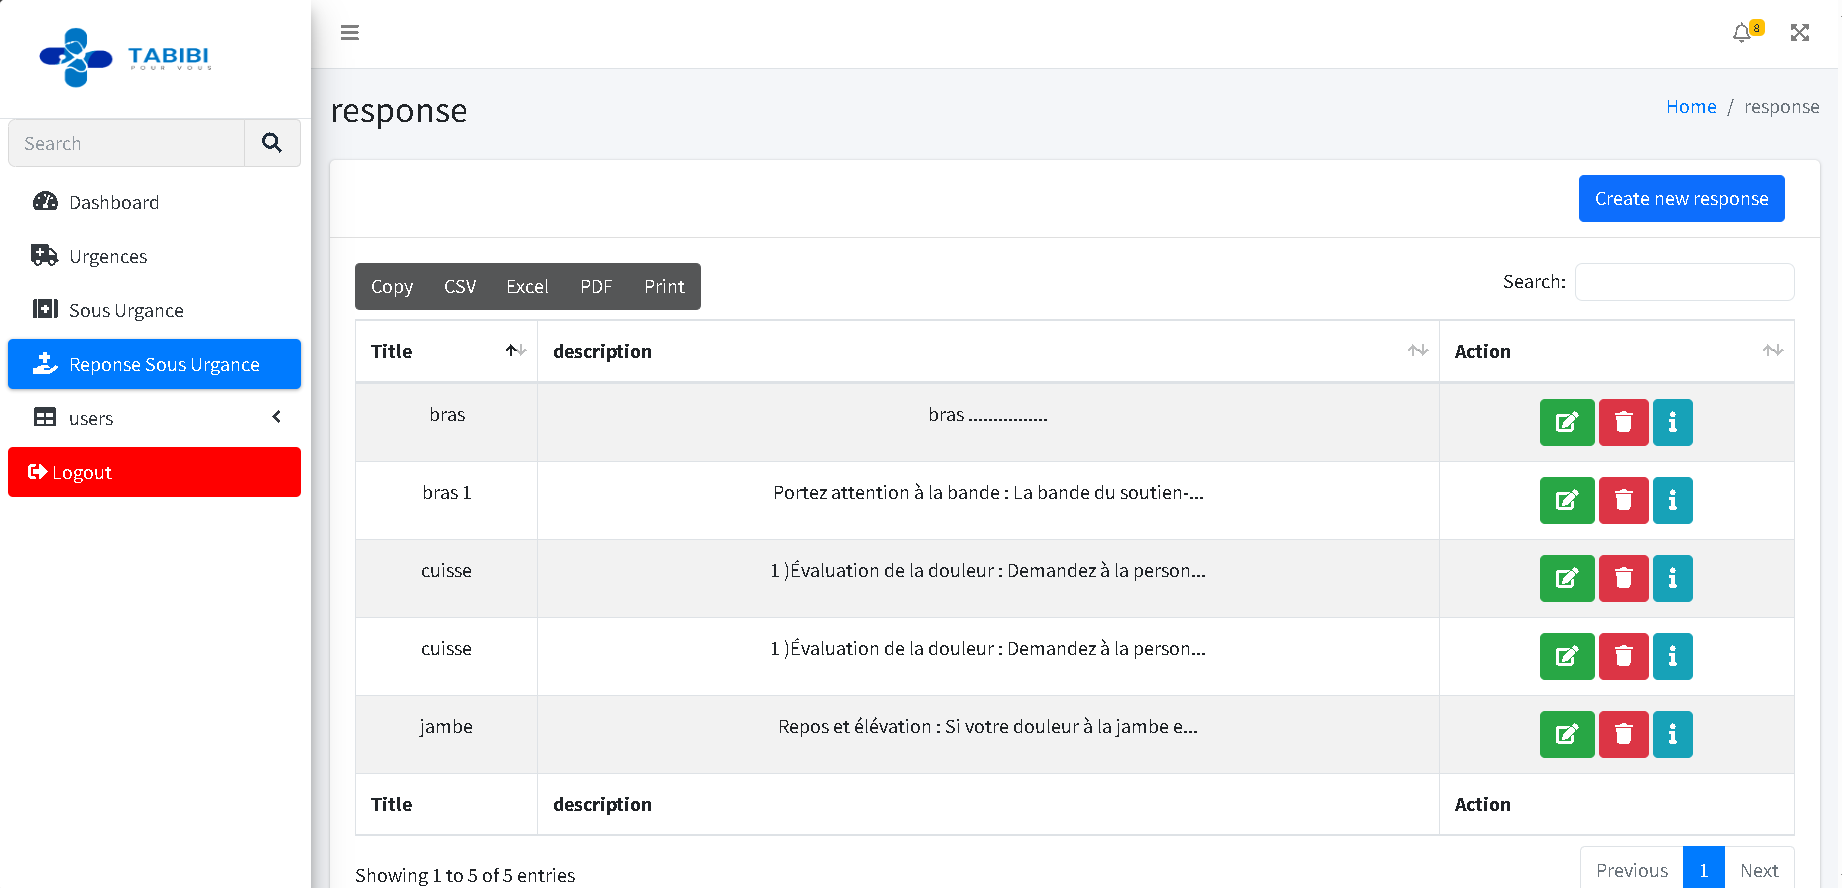 TABIBI
POUR VOUS
8
Search
Dashboard
Urgences
Sous Urgance
Reponse Sous Urgance
users
Logout
response
Home / response
Create new response
Copy CSV Excel PDF Print
Search:
Title description Action
bras bras ................
bras 1 Portez attention à la bande : La bande du soutien-...
cuisse 1 )Évaluation de la douleur : Demandez à la person...
cuisse 1 )Évaluation de la douleur : Demandez à la person...
jambe Repos et élévation : Si votre douleur à la jambe e...
Title description Action
Showing 1 to 5 of 5 entries
Previous 1 Next